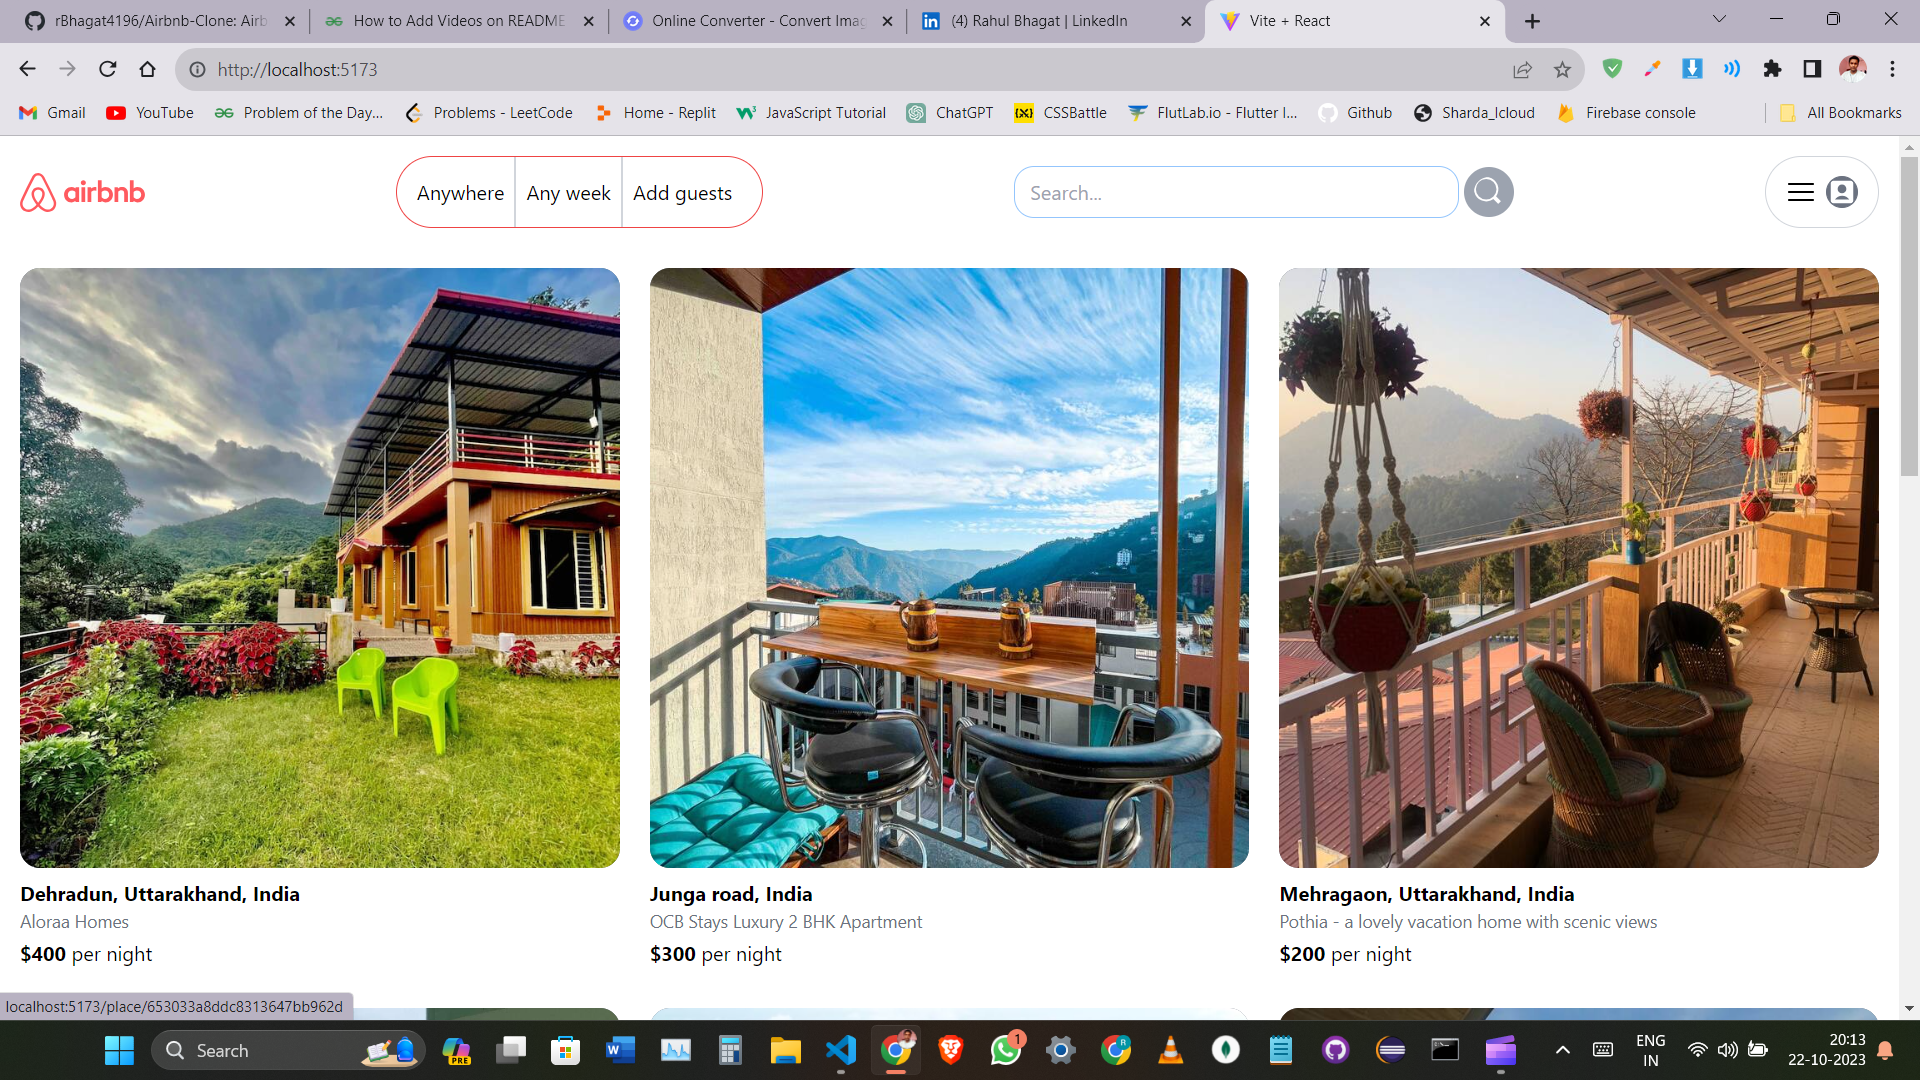 rBhagat4196/Airbnb-Clone: Airb
How to Add Videos on README
Online Converter - Convert Imag
(4) Rahul Bhagat | LinkedIn
Vite + React
http://localhost:5173
Gmail
YouTube
Problem of the Day...
Problems - LeetCode
Home - Replit
JavaScript Tutorial
ChatGPT
CSSBattle
FlutLab.io - Flutter I...
Github
Sharda_Icloud
Firebase console
All Bookmarks
airbnb
Anywhere
Any week
Add guests
Search...
Dehradun, Uttarakhand, India
Aloraa Homes
$400 per night
Junga road, India
OCB Stays Luxury 2 BHK Apartment
$300 per night
Mehragaon, Uttarakhand, India
Pothia - a lovely vacation home with scenic views
$200 per night
localhost:5173/place/653033a8ddc8313647bb962d
Search
PRE
1
ENG
IN
20:13
22-10-2023